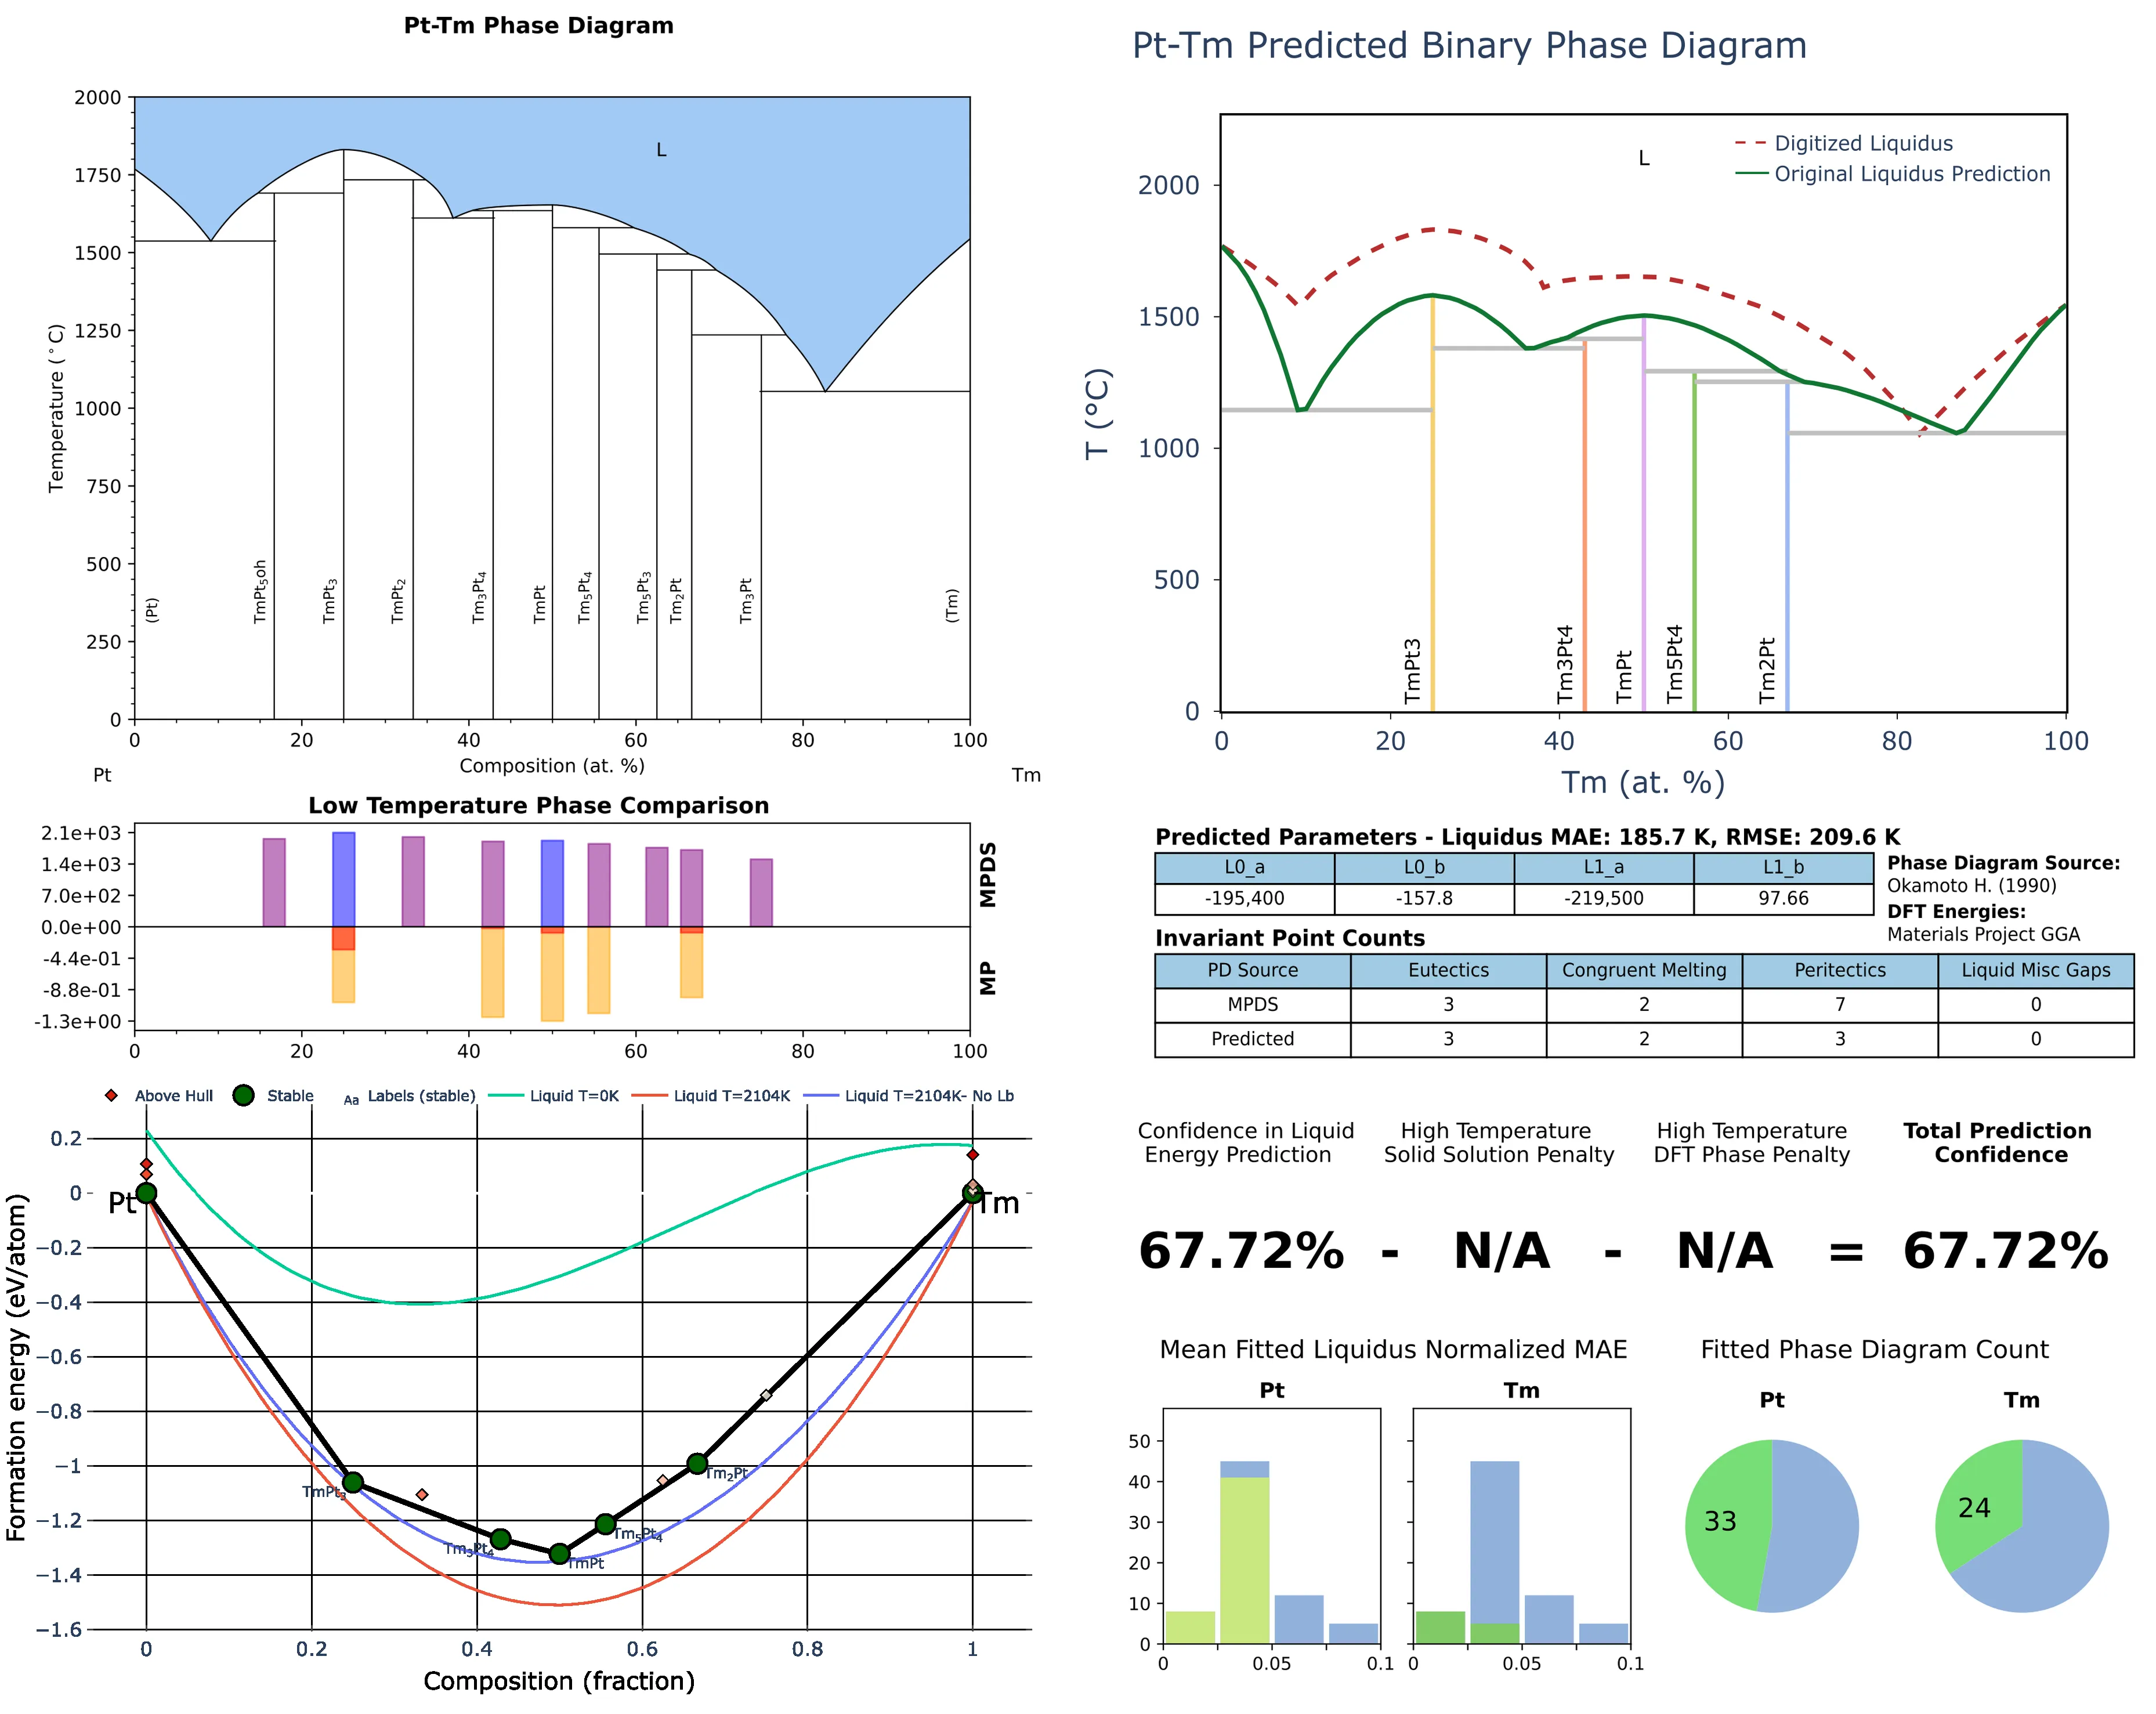 Pt-Tm Phase Diagram
2000
1750
1500
1250
1000
750
500
250
0
Temperature (°C)
L
(Pt)
TmPt₅oh
TmPt₃
TmPt₂
Tm₃Pt₄
TmPt
Tm₅Pt₄
Tm₅Pt₃
Tm₂Pt
Tm₃Pt
(Tm)
0 20 40 60 80 100
Composition (at. %)
Pt Tm
Low Temperature Phase Comparison
2.1e+03
1.4e+03
7.0e+02
0.0e+00
-4.4e-01
-8.8e-01
-1.3e+00
MPDS
MP
0 20 40 60 80 100
Above Hull Stable Aa Labels (stable) Liquid T=0K Liquid T=2104K Liquid T=2104K- No Lb
0.2
0
−0.2
−0.4
−0.6
−0.8
−1
−1.2
−1.4
−1.6
Formation energy (eV/atom)
Pt
Tm
TmPt₃
Tm₃Pt₄
TmPt
Tm₅Pt₄
Tm₂Pt
0 0.2 0.4 0.6 0.8 1
Composition (fraction)
Pt-Tm Predicted Binary Phase Diagram
L
Digitized Liquidus
Original Liquidus Prediction
2000
1500
1000
500
0
T (°C)
TmPt3
Tm3Pt4
TmPt
Tm5Pt4
Tm2Pt
0 20 40 60 80 100
Tm (at. %)
Predicted Parameters - Liquidus MAE: 185.7 K, RMSE: 209.6 K
L0_a L0_b L1_a L1_b
-195,400 -157.8 -219,500 97.66
Phase Diagram Source:
Okamoto H. (1990)
DFT Energies:
Materials Project GGA
Invariant Point Counts
PD Source Eutectics Congruent Melting Peritectics Liquid Misc Gaps
MPDS 3 2 7 0
Predicted 3 2 3 0
Confidence in Liquid
Energy Prediction
High Temperature
Solid Solution Penalty
High Temperature
DFT Phase Penalty
Total Prediction
Confidence
67.72% - N/A - N/A = 67.72%
Mean Fitted Liquidus Normalized MAE
Pt Tm
50
40
30
20
10
0
0 0.05 0.1
0 0.05 0.1
Fitted Phase Diagram Count
Pt Tm
33 24